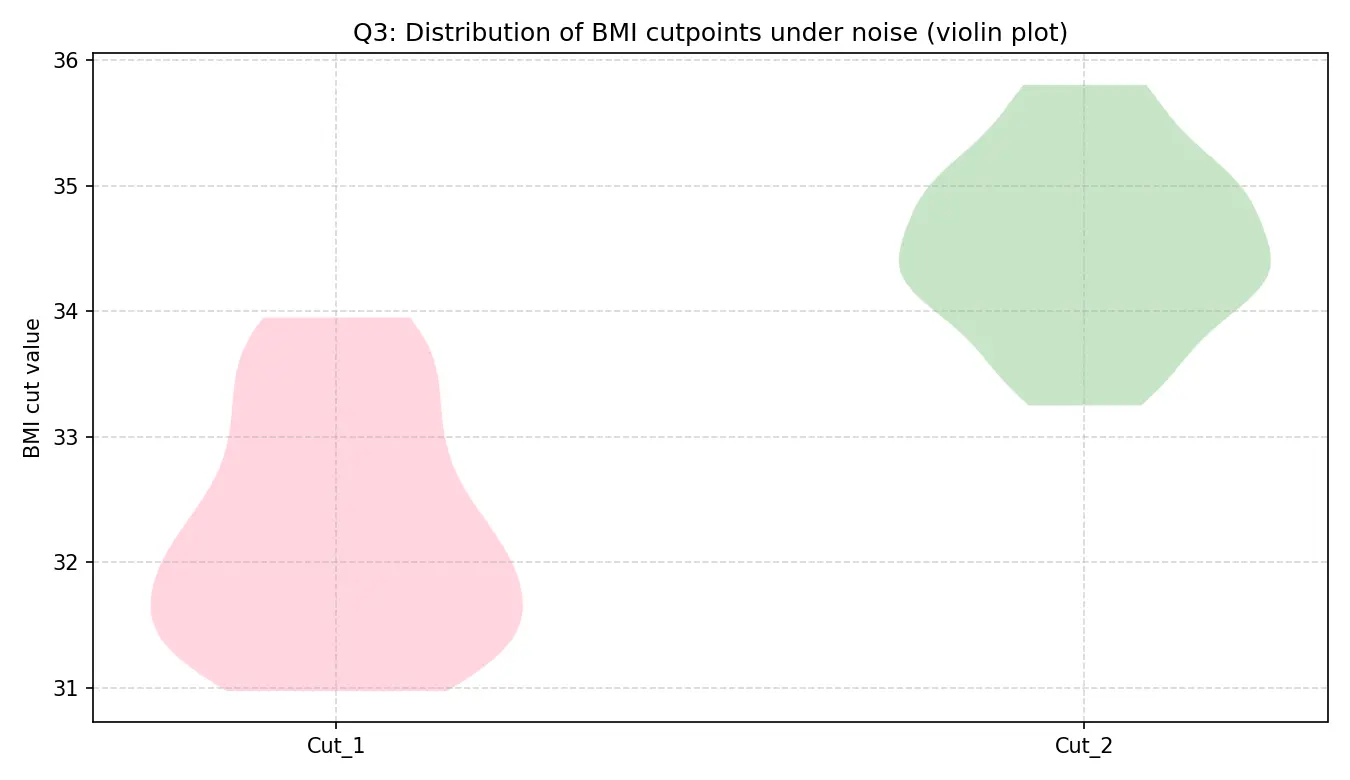 Q3: Distribution of BMI cutpoints under noise (violin plot)
BMI cut value
36
35
34
33
32
31
Cut_1
Cut_2